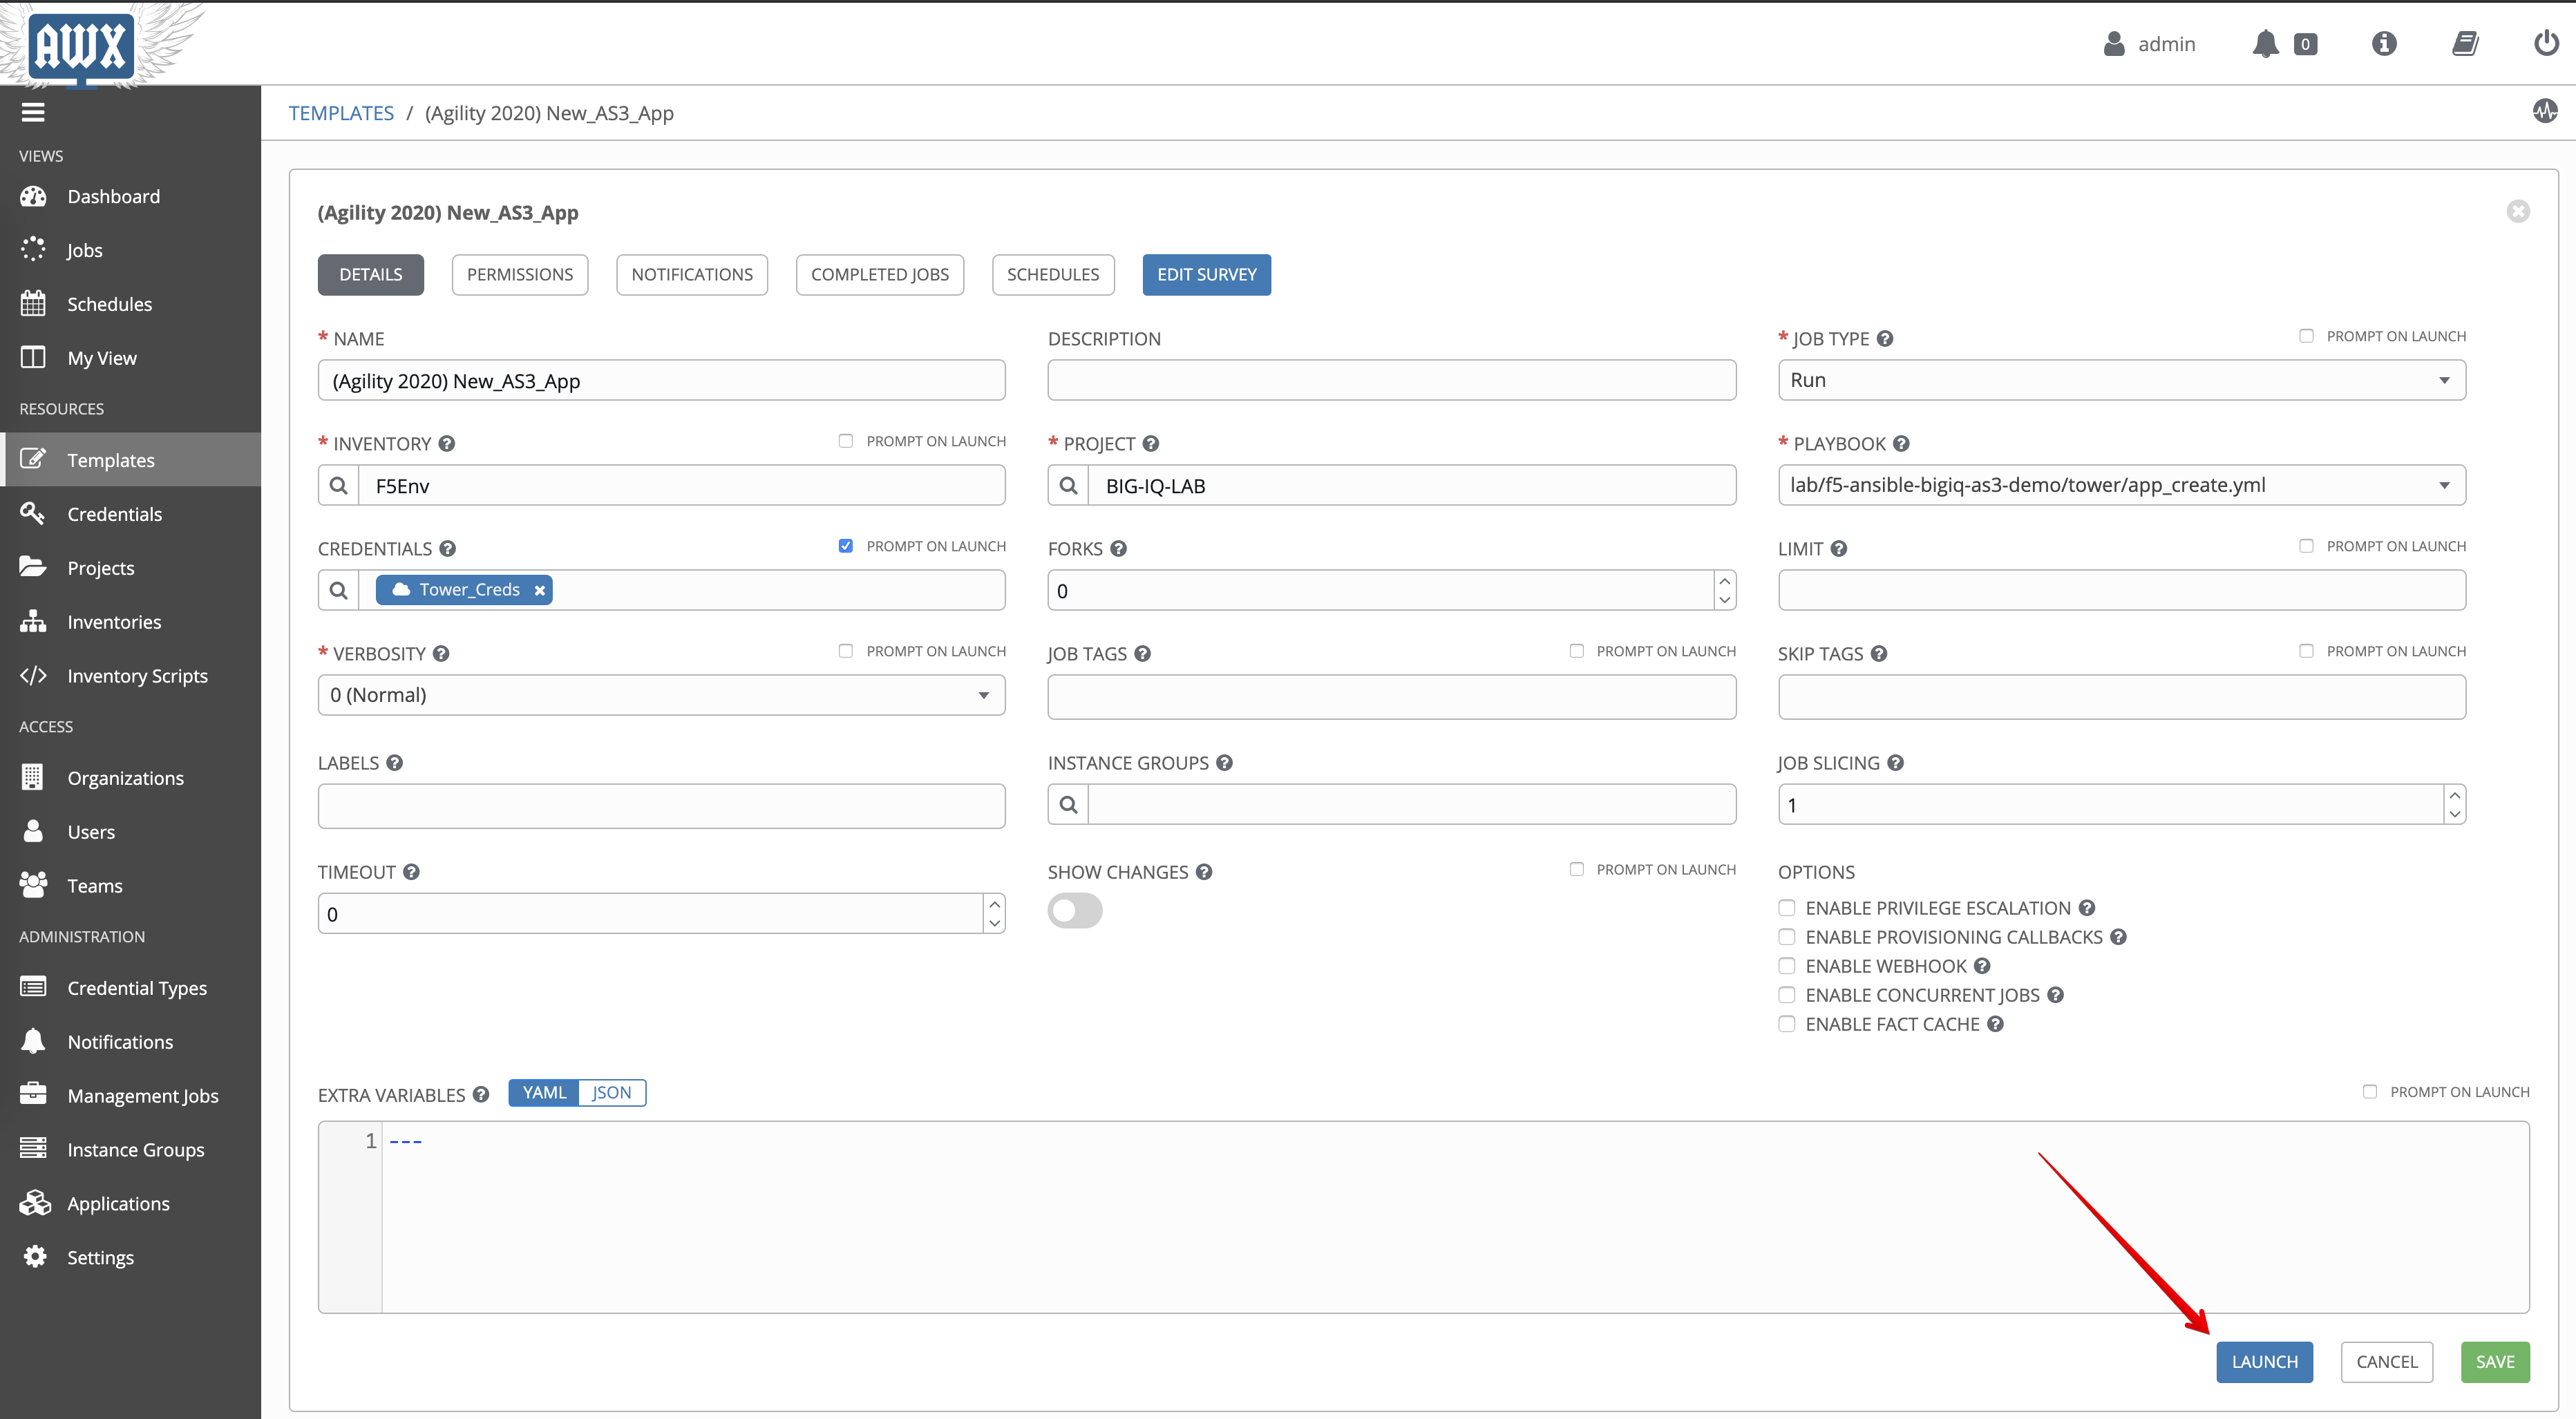 AWX
admin
0
VIEWS
Dashboard
Jobs
Schedules
My View
RESOURCES
Templates
Credentials
Projects
Inventories
Inventory Scripts
ACCESS
Organizations
Users
Teams
ADMINISTRATION
Credential Types
Notifications
Management Jobs
Instance Groups
Applications
Settings
TEMPLATES / (Agility 2020) New_AS3_App
(Agility 2020) New_AS3_App
DETAILS PERMISSIONS NOTIFICATIONS COMPLETED JOBS SCHEDULES EDIT SURVEY
* NAME
(Agility 2020) New_AS3_App
DESCRIPTION
* JOB TYPE ? PROMPT ON LAUNCH
Run
* INVENTORY ? PROMPT ON LAUNCH
F5Env
* PROJECT ?
BIG-IQ-LAB
* PLAYBOOK ?
lab/f5-ansible-bigiq-as3-demo/tower/app_create.yml
CREDENTIALS ? PROMPT ON LAUNCH
Tower_Creds x
FORKS ?
0
LIMIT ? PROMPT ON LAUNCH
* VERBOSITY ? PROMPT ON LAUNCH
0 (Normal)
JOB TAGS ? PROMPT ON LAUNCH
SKIP TAGS ? PROMPT ON LAUNCH
LABELS ?
INSTANCE GROUPS ?
JOB SLICING ?
1
TIMEOUT ?
0
SHOW CHANGES ? PROMPT ON LAUNCH
OPTIONS
ENABLE PRIVILEGE ESCALATION ?
ENABLE PROVISIONING CALLBACKS ?
ENABLE WEBHOOK ?
ENABLE CONCURRENT JOBS ?
ENABLE FACT CACHE ?
EXTRA VARIABLES ? YAML JSON PROMPT ON LAUNCH
1 ---
LAUNCH CANCEL SAVE